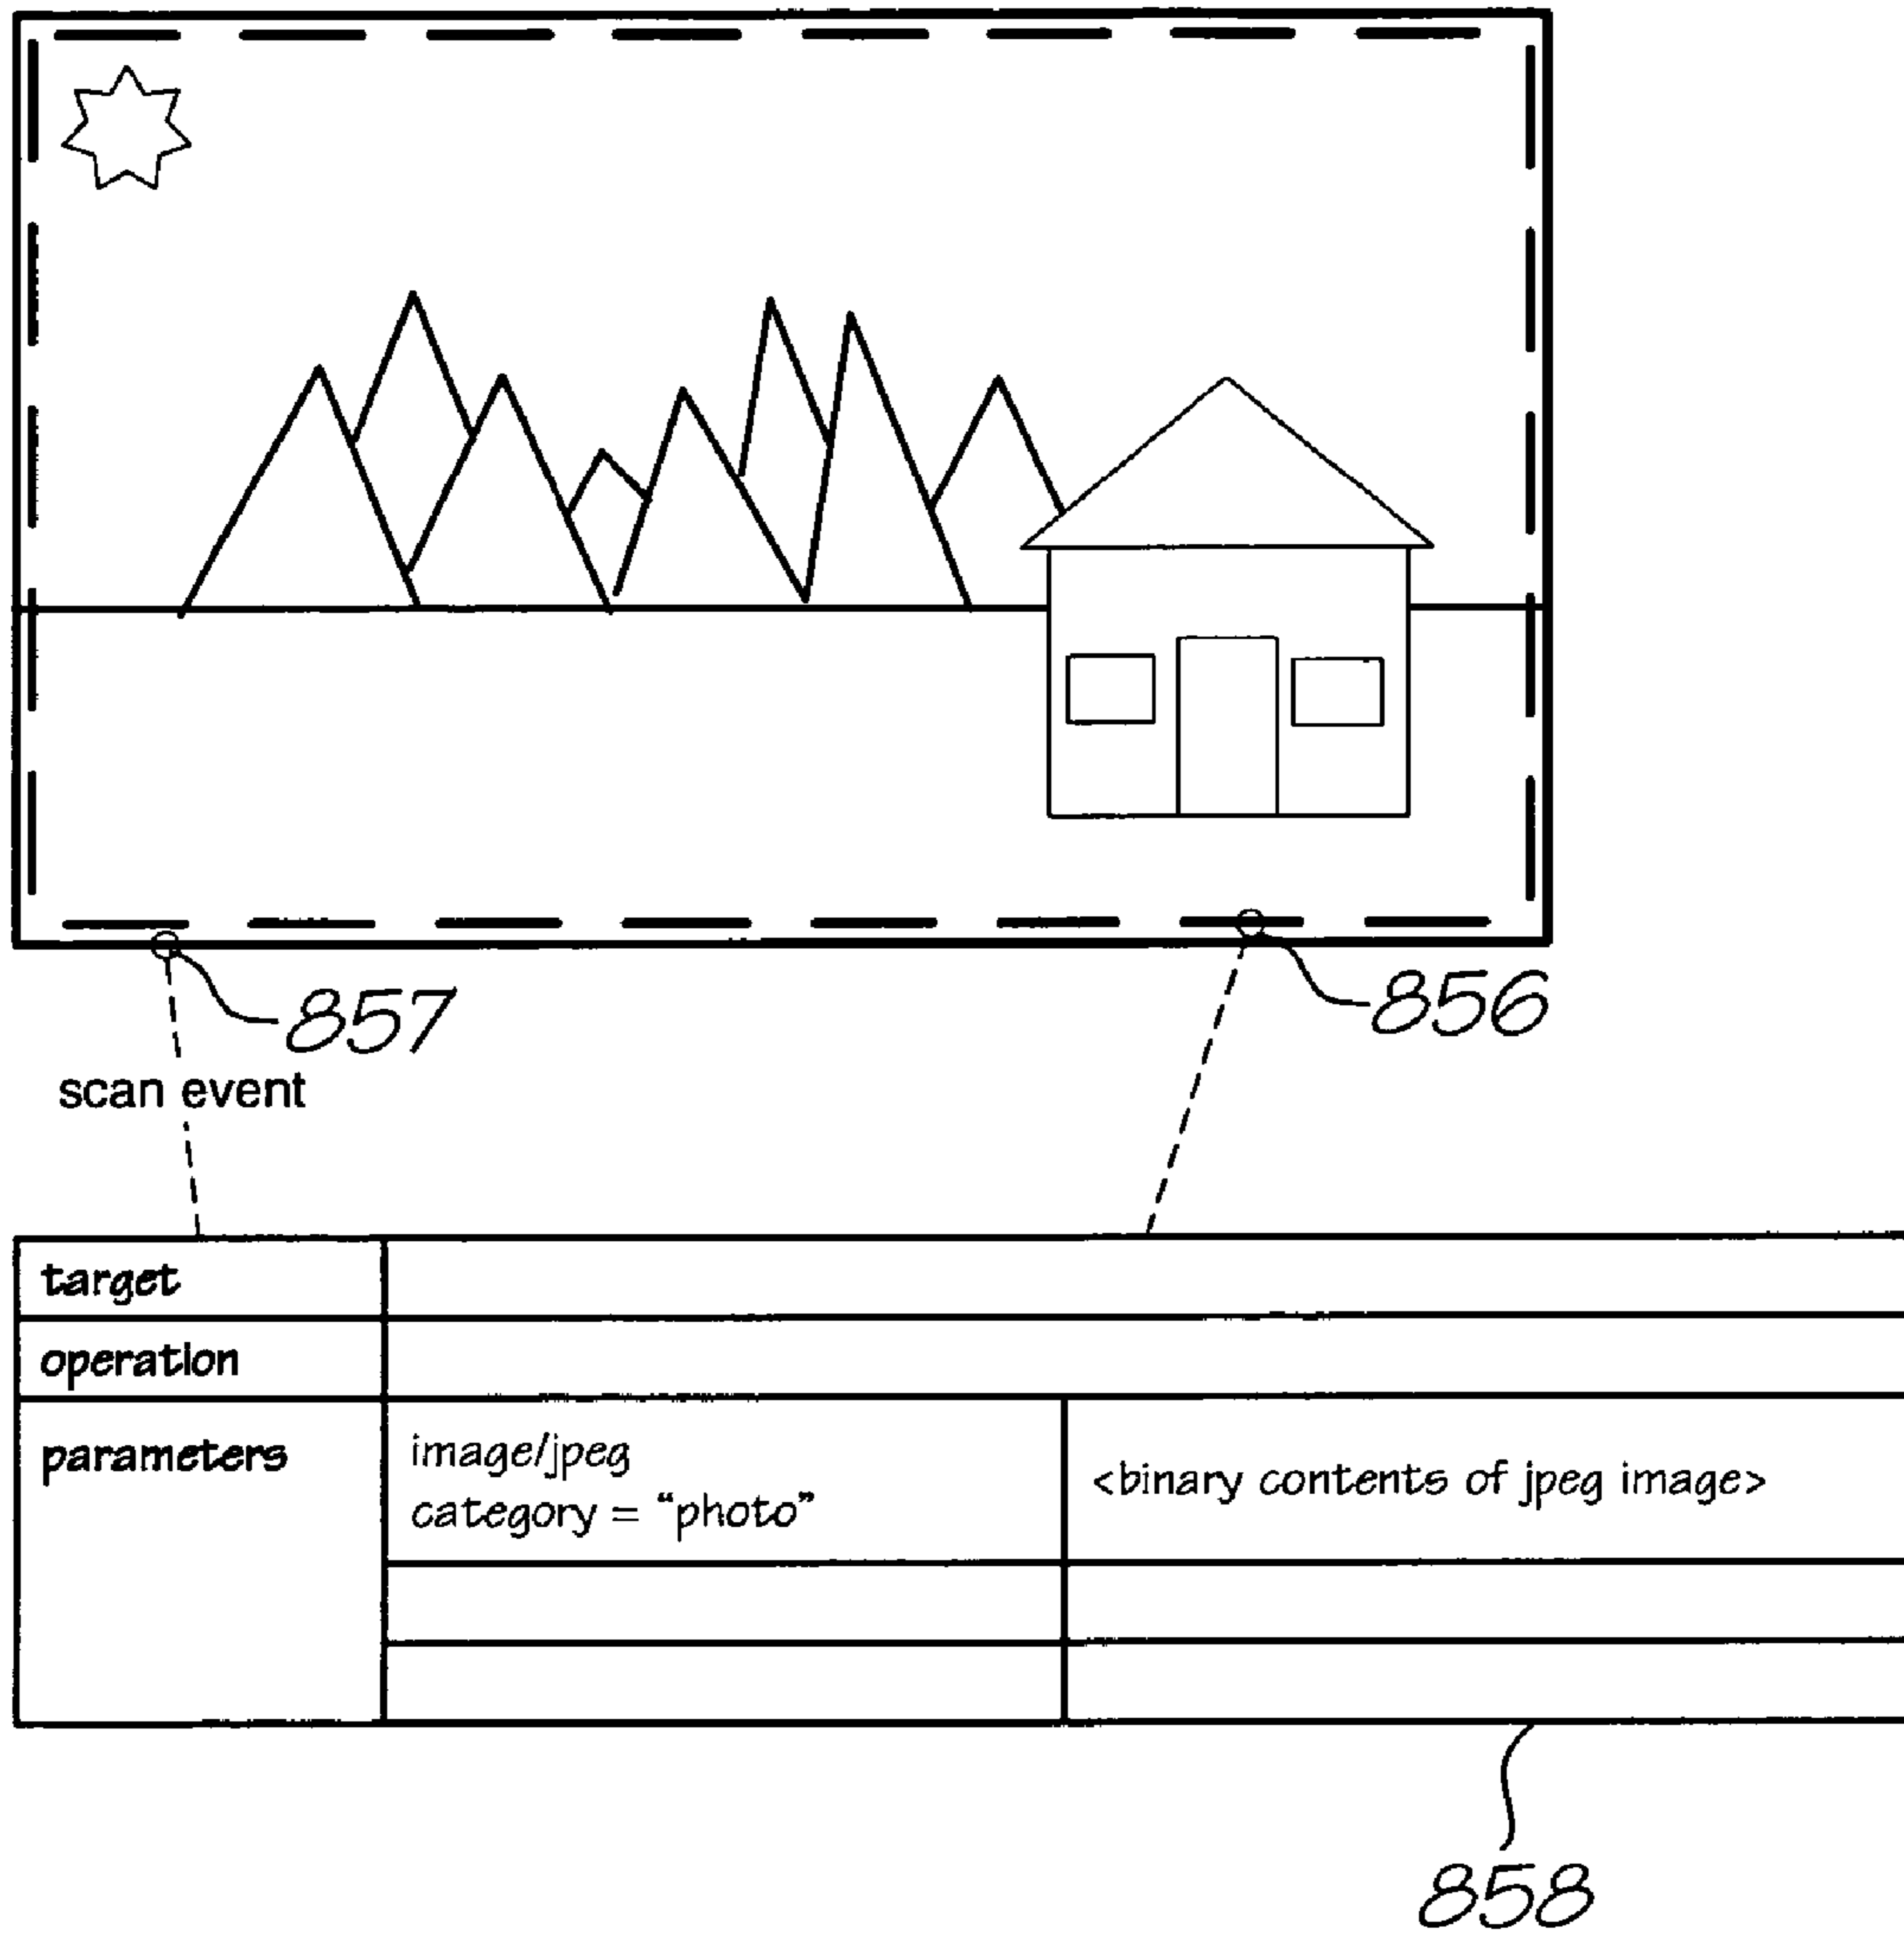 857
856
scan event
target
operation
parameters
image/jpeg
category = “photo”
<binary contents of jpeg image>
858